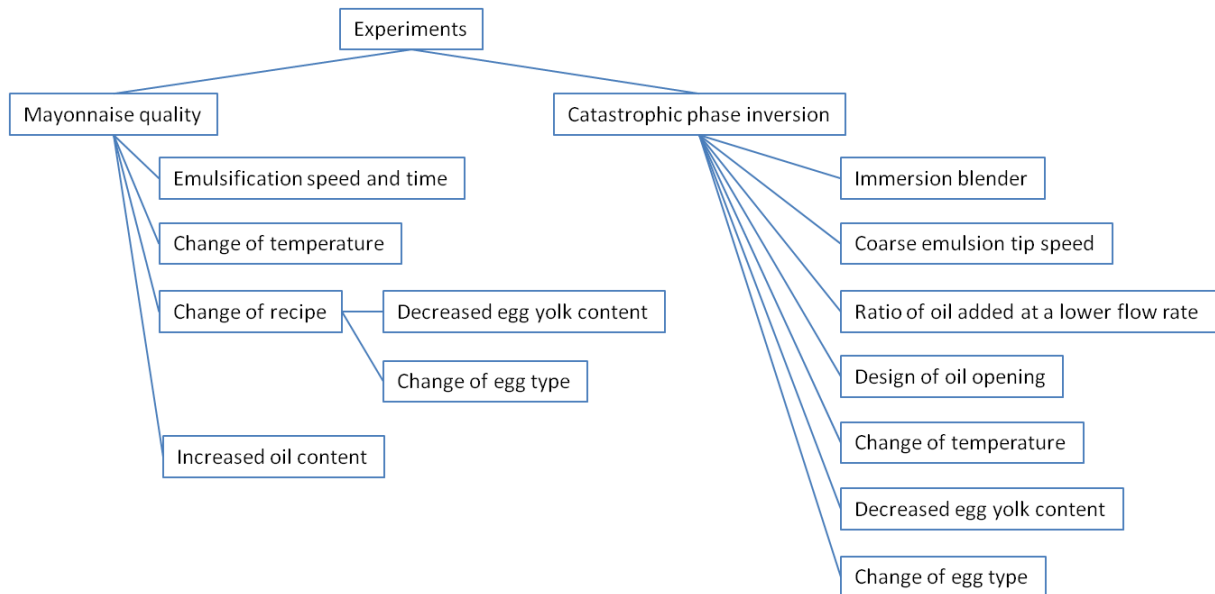 Experiments
Mayonnaise quality
Catastrophic phase inversion
Emulsification speed and time
Immersion blender
Change of temperature
Coarse emulsion tip speed
Change of recipe
Decreased egg yolk content
Ratio of oil added at a lower flow rate
Change of egg type
Design of oil opening
Increased oil content
Change of temperature
Decreased egg yolk content
Change of egg type